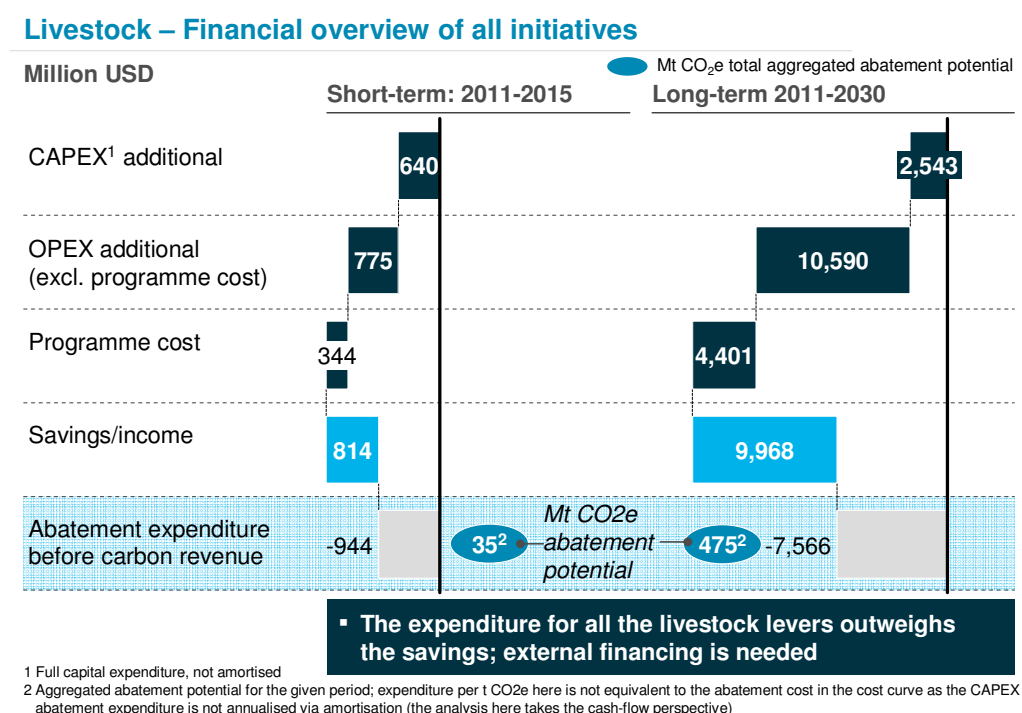 Livestock – Financial overview of all initiatives
Million USD
Mt CO₂e total aggregated abatement potential
Short-term: 2011-2015
Long-term 2011-2030
CAPEX¹ additional
640
2,543
OPEX additional
(excl. programme cost)
775
10,590
Programme cost
344
4,401
Savings/income
814
9,968
Abatement expenditure
before carbon revenue
-944
35²
Mt CO2e
abatement
potential
475²
-7,566
▪ The expenditure for all the livestock levers outweighs
the savings; external financing is needed
1 Full capital expenditure, not amortised
2 Aggregated abatement potential for the given period; expenditure per t CO2e here is not equivalent to the abatement cost in the cost curve as the CAPEX
abatement expenditure is not annualised via amortisation (the analysis here takes the cash-flow perspective)